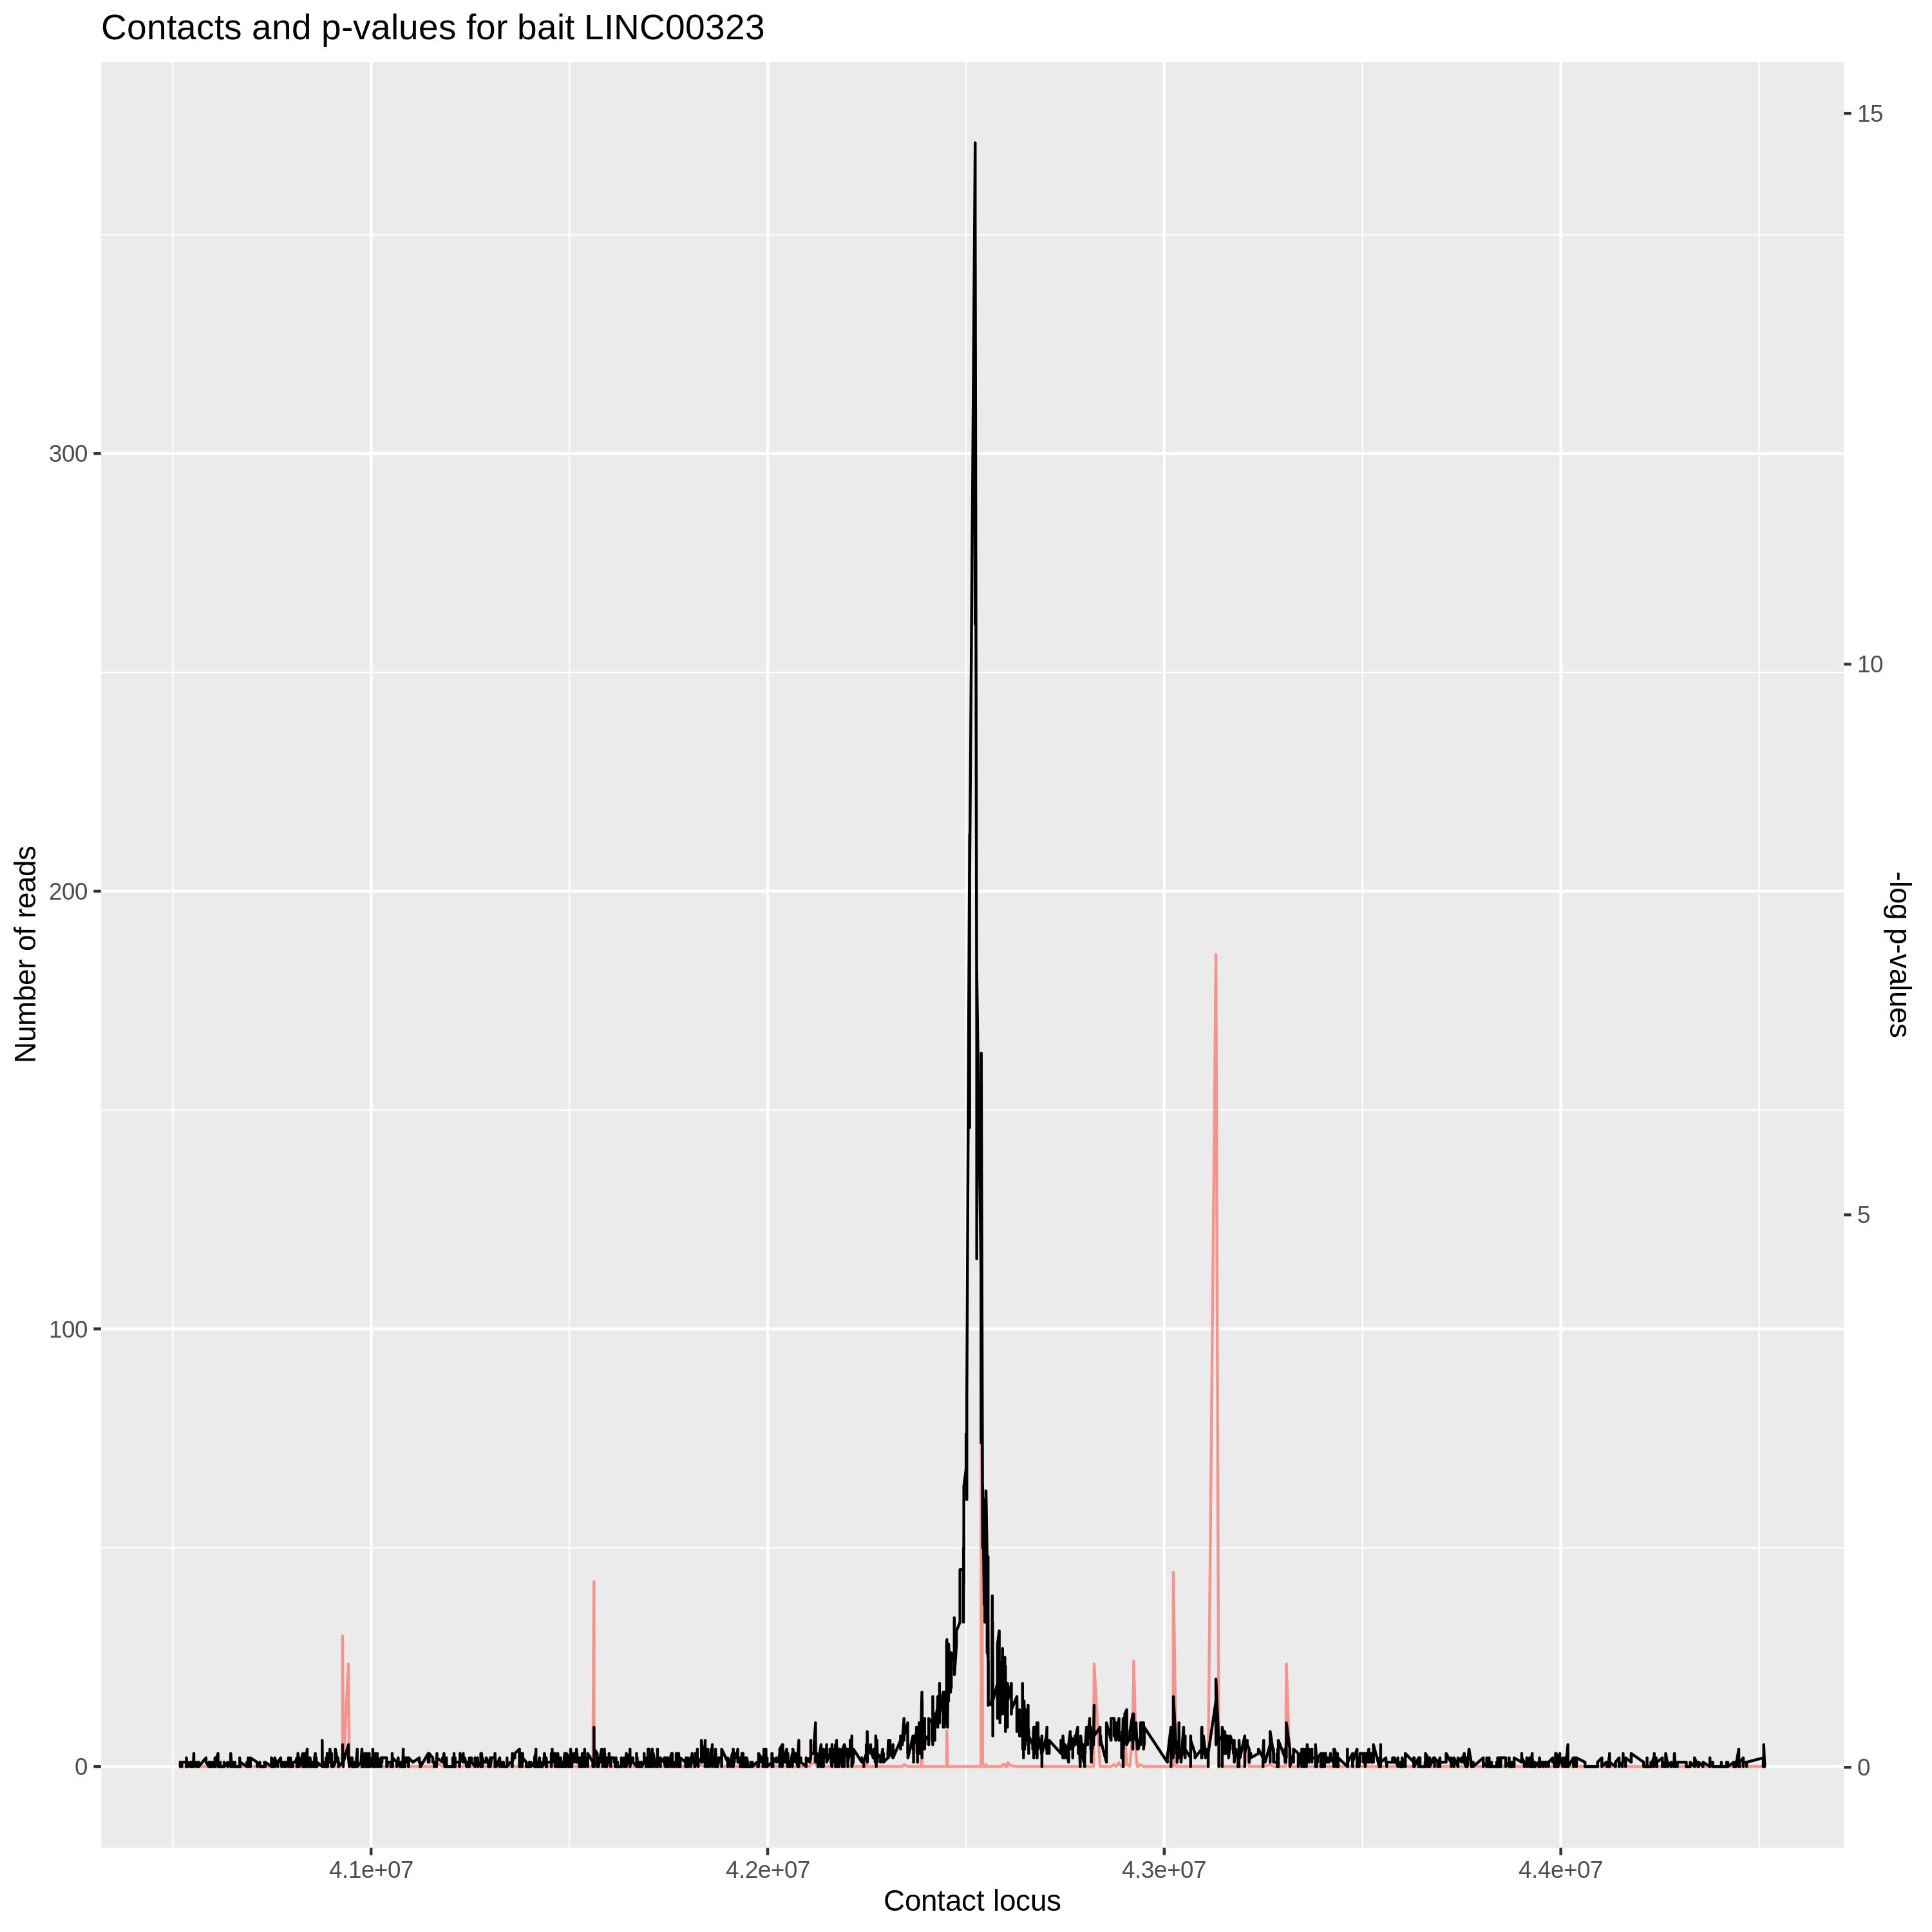 Contacts and p-values for bait LINC00323
Number of reads
300
200
100
0
15
10
5
0
-log p-values
4.1e+07
4.2e+07
4.3e+07
4.4e+07
Contact locus